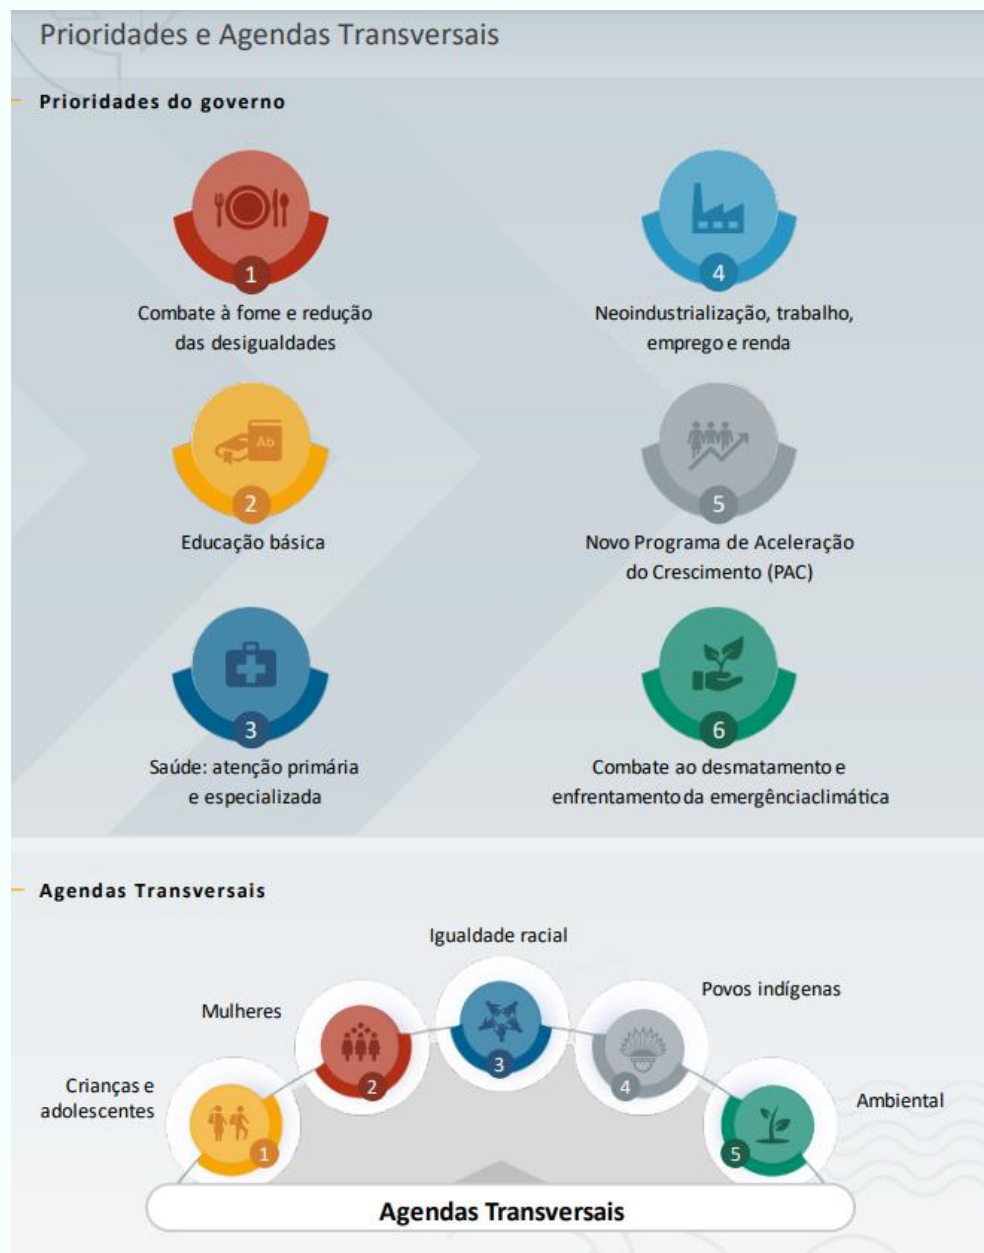 Prioridades e Agendas Transversais
Prioridades do governo
1
Combate à fome e redução
das desigualdades
4
Neoindustrialização, trabalho,
emprego e renda
Ab
2
Educação básica
5
Novo Programa de Aceleração
do Crescimento (PAC)
3
Saúde: atenção primária
e especializada
6
Combate ao desmatamento e
enfrentamento da emergênciaclimática
Agendas Transversais
Crianças e
adolescentes
1
Mulheres
2
Igualdade racial
3
Povos indígenas
4
Ambiental
5
Agendas Transversais